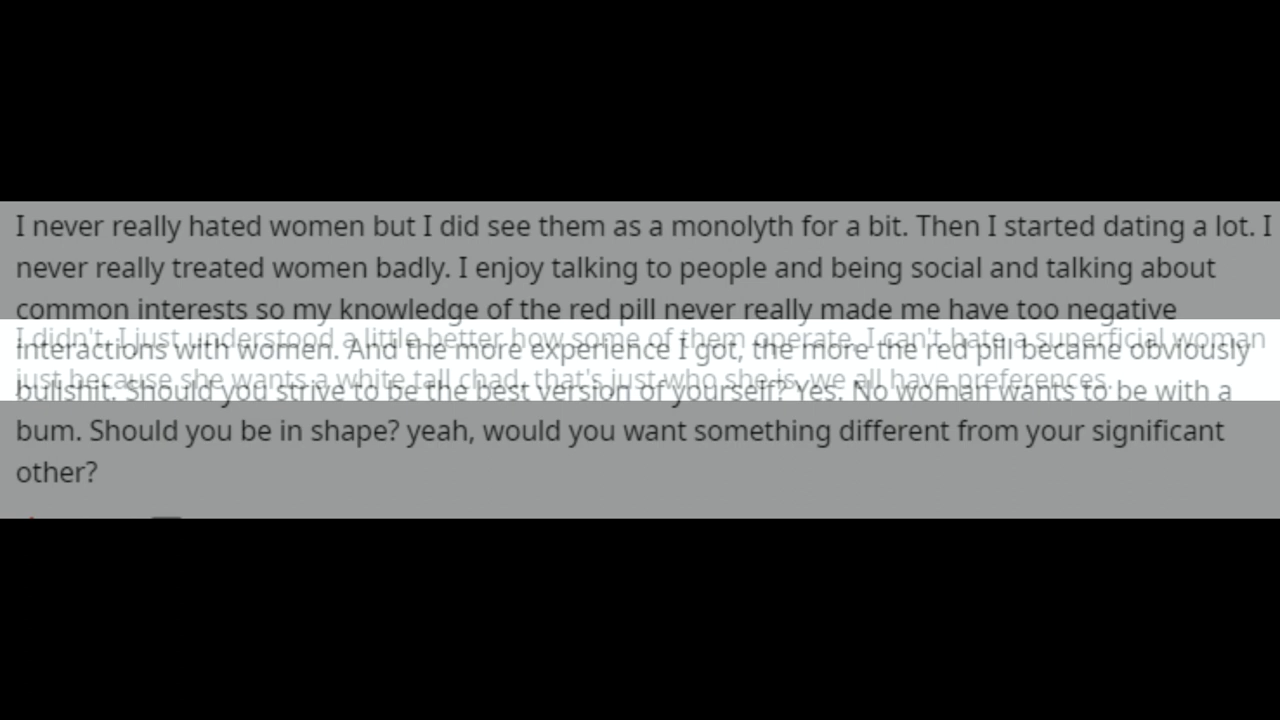 I never really hated women but I did see them as a monolyth for a bit. Then I started dating a lot. I
never really treated women badly. I enjoy talking to people and being social and talking about
common interests so my knowledge of the red pill never really made me have too negative
I didn't. I just understood a little better how some of them operate. I can't hate a superficial woman
interactions with women. And the more experience I got, the more the red pill became obviously
just because she wants a white tall chad, that's just who she is, we all have preferences.
bullshit. Should you strive to be the best version of yourself? Yes. No woman wants to be with a
bum. Should you be in shape? yeah, would you want something different from your significant
other?